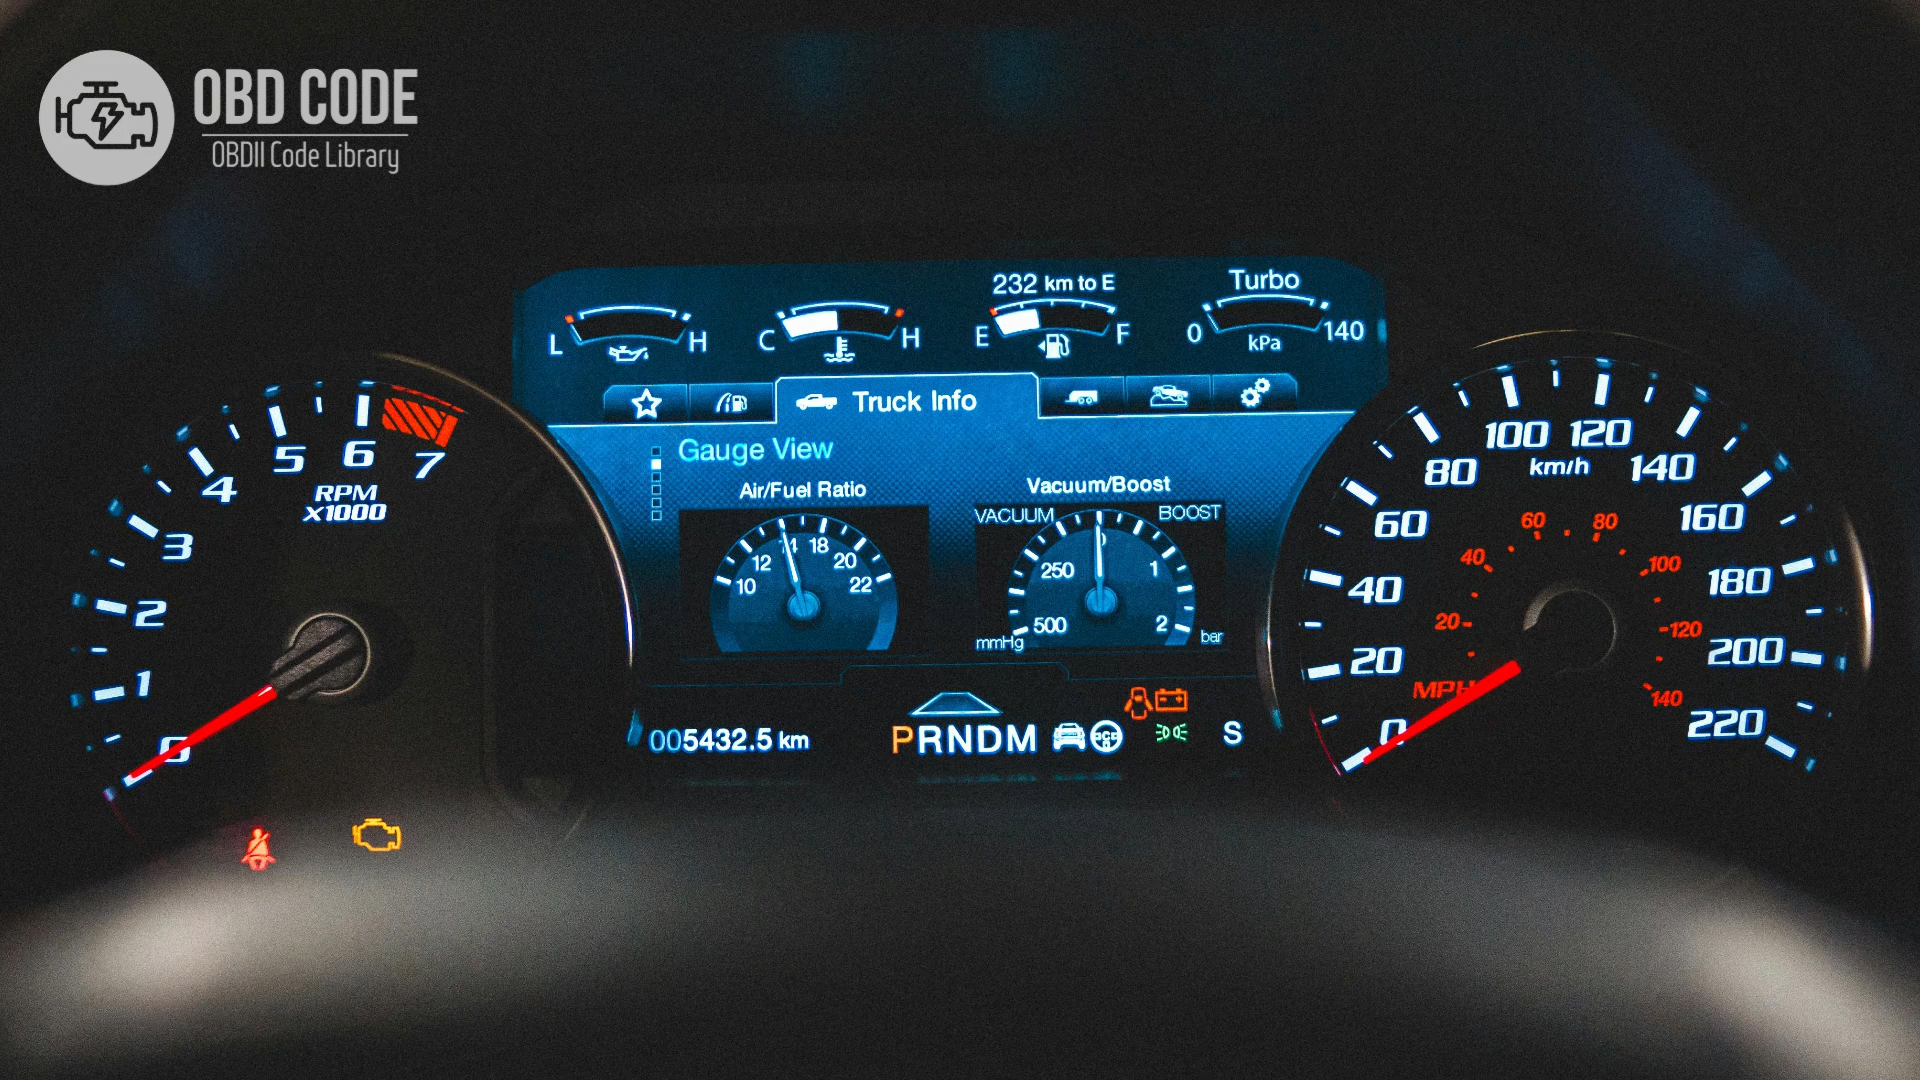 OBD CODE
OBDII Code Library
232 km to E
Turbo
L H
C H
E F
0 140
kPa
Truck Info
Gauge View
Air/Fuel Ratio
10 12 14 18 20 22
Vacuum/Boost
VACUUM BOOST
500 250 0 1 2
mmHg bar
0 1 2 3 4 5 6 7
RPM
X1000
0 20 40 60 80 100 120 140 160 180 200 220
km/h
20 40 60 80 100 120 140
MPH
005432.5 km
PRNDM
S